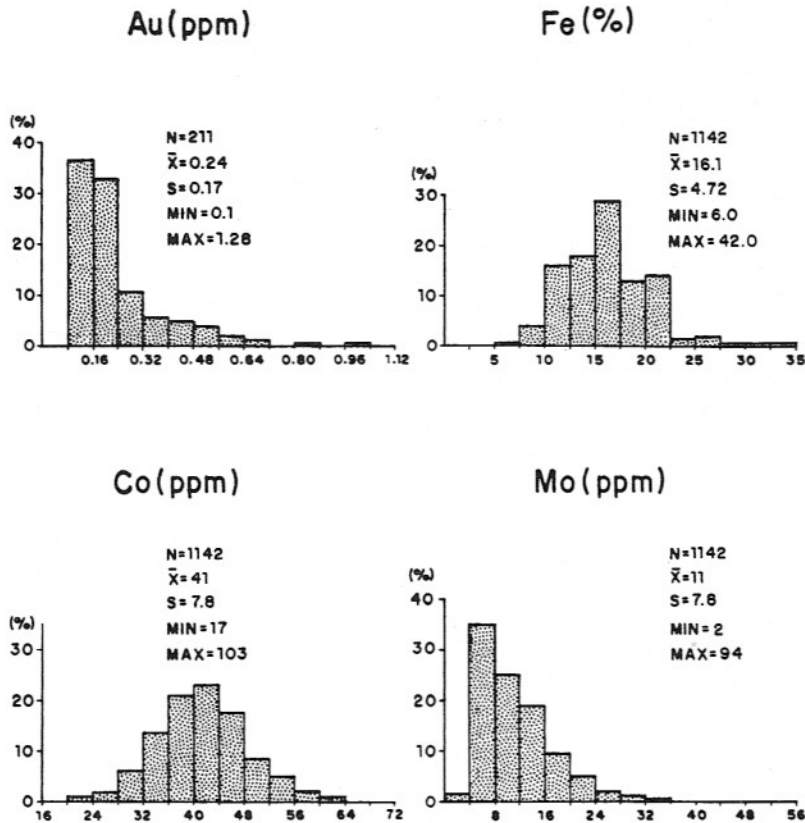 Au(ppm)
(%)
40
30
20
10
0
N=211
X̄=0.24
S=0.17
MIN=0.1
MAX=1.28
0.16 0.32 0.48 0.64 0.80 0.96 1.12
Fe(%)
(%)
30
20
10
0
N=1142
X̄=16.1
S=4.72
MIN=6.0
MAX=42.0
5 10 15 20 25 30 35
Co(ppm)
(%)
30
20
10
0
N=1142
X̄=41
S=7.8
MIN=17
MAX=103
16 24 32 40 48 56 64 72
Mo(ppm)
(%)
40
30
20
10
0
N=1142
X̄=11
S=7.8
MIN=2
MAX=94
8 16 24 32 40 48 56